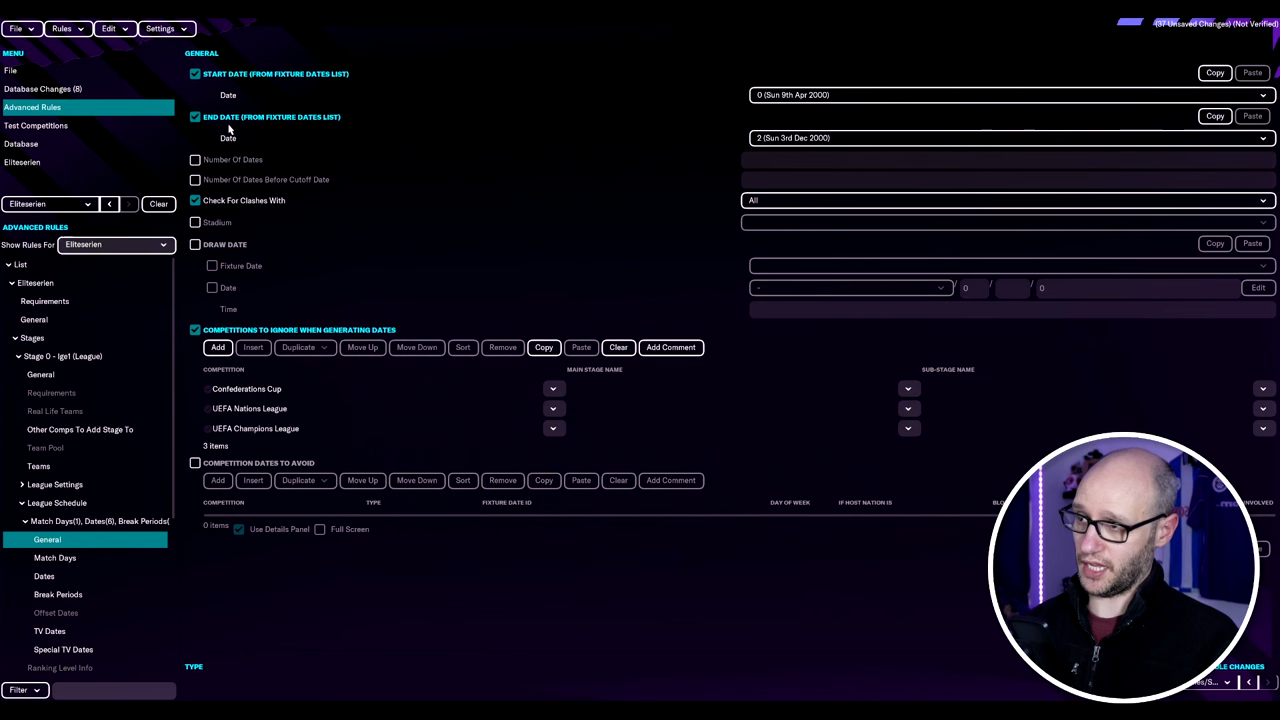 File Rules Edit Settings
(37 Unsaved Changes) (Not Verified)
MENU
File
Database Changes (8)
Advanced Rules
Test Competitions
Database
Eliteserien
Eliteserien Clear
ADVANCED RULES
Show Rules For Eliteserien
List
Eliteserien
Requirements
General
Stages
Stage 0 - lge1 (League)
General
Requirements
Real Life Teams
Other Comps To Add Stage To
Team Pool
Teams
League Settings
League Schedule
Match Days(1), Dates(6), Break Periods(
General
Match Days
Dates
Break Periods
Offset Dates
TV Dates
Special TV Dates
Ranking Level Info
Filter
GENERAL
START DATE (FROM FIXTURE DATES LIST) Copy Paste
Date 0 (Sun 9th Apr 2000)
END DATE (FROM FIXTURE DATES LIST) Copy Paste
Date 2 (Sun 3rd Dec 2000)
Number Of Dates
Number Of Dates Before Cutoff Date
Check For Clashes With All
Stadium
DRAW DATE Copy Paste
Fixture Date
Date - / 0 / / 0 Edit
Time
COMPETITIONS TO IGNORE WHEN GENERATING DATES
Add Insert Duplicate Move Up Move Down Sort Remove Copy Paste Clear Add Comment
COMPETITION MAIN STAGE NAME SUB-STAGE NAME
Confederations Cup
UEFA Nations League
UEFA Champions League
3 items
COMPETITION DATES TO AVOID
Add Insert Duplicate Move Up Move Down Sort Remove Copy Paste Clear Add Comment
COMPETITION TYPE FIXTURE DATE ID DAY OF WEEK IF HOST NATION IS
0 items Use Details Panel Full Screen
TYPE